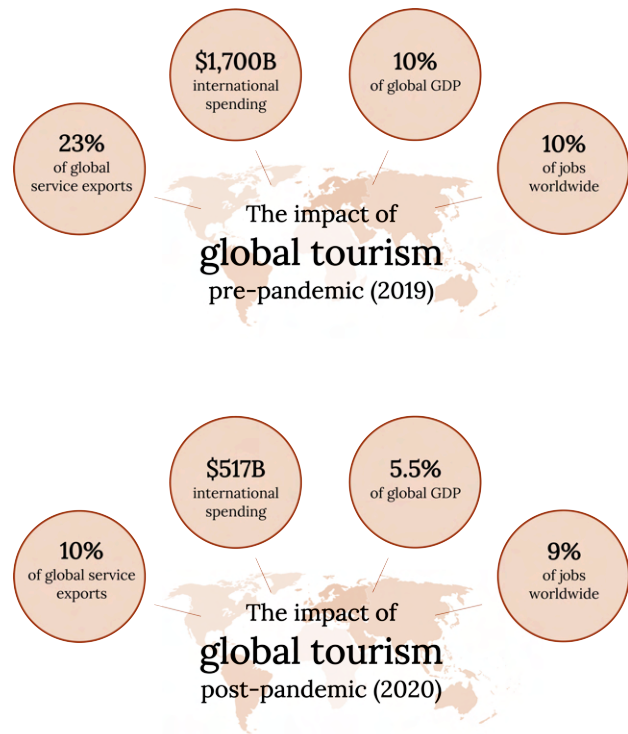 $1,700B
international
spending
10%
of global GDP
23%
of global
service exports
10%
of jobs
worldwide
The impact of
global tourism
pre-pandemic (2019)
$517B
international
spending
5.5%
of global GDP
10%
of global service
exports
9%
of jobs
worldwide
The impact of
global tourism
post-pandemic (2020)